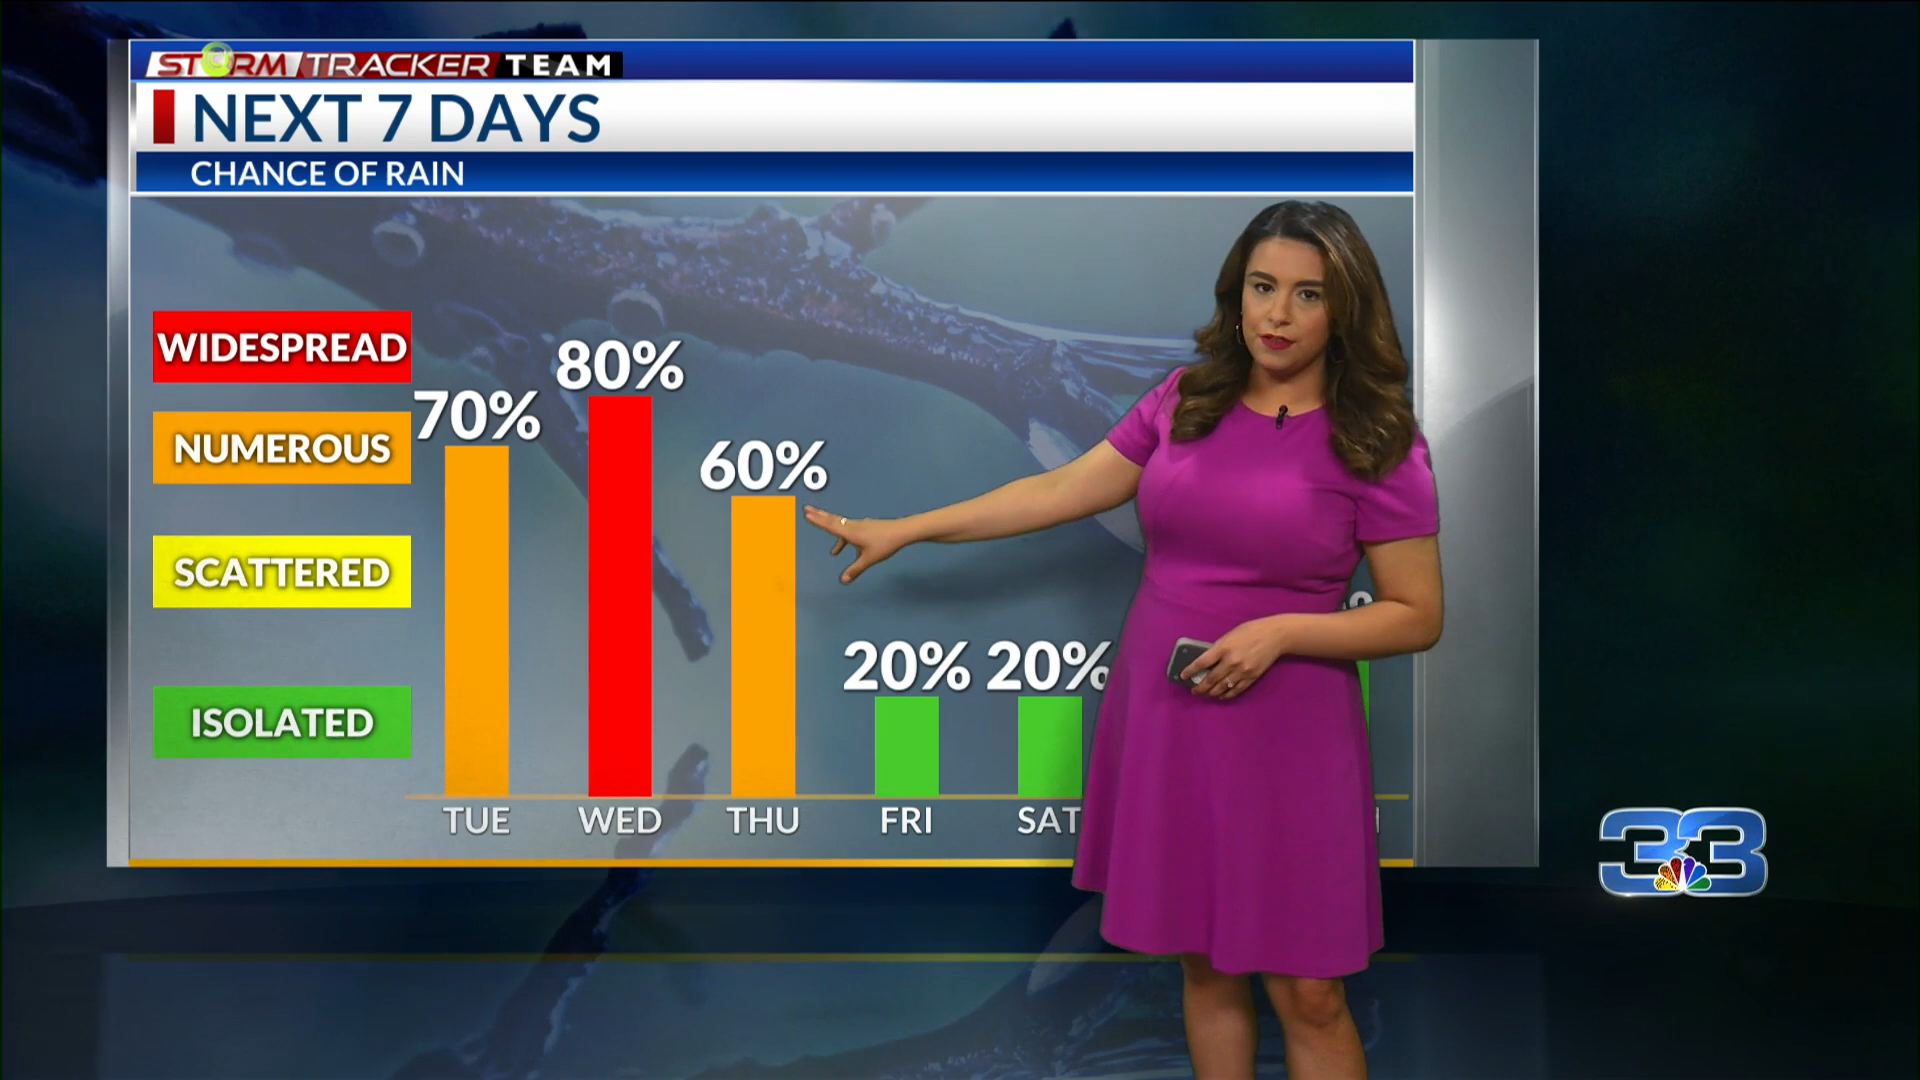 STORM TRACKER TEAM
NEXT 7 DAYS
CHANCE OF RAIN
WIDESPREAD
NUMEROUS
SCATTERED
ISOLATED
70% 80% 60% 20% 20%
TUE WED THU FRI SAT
33